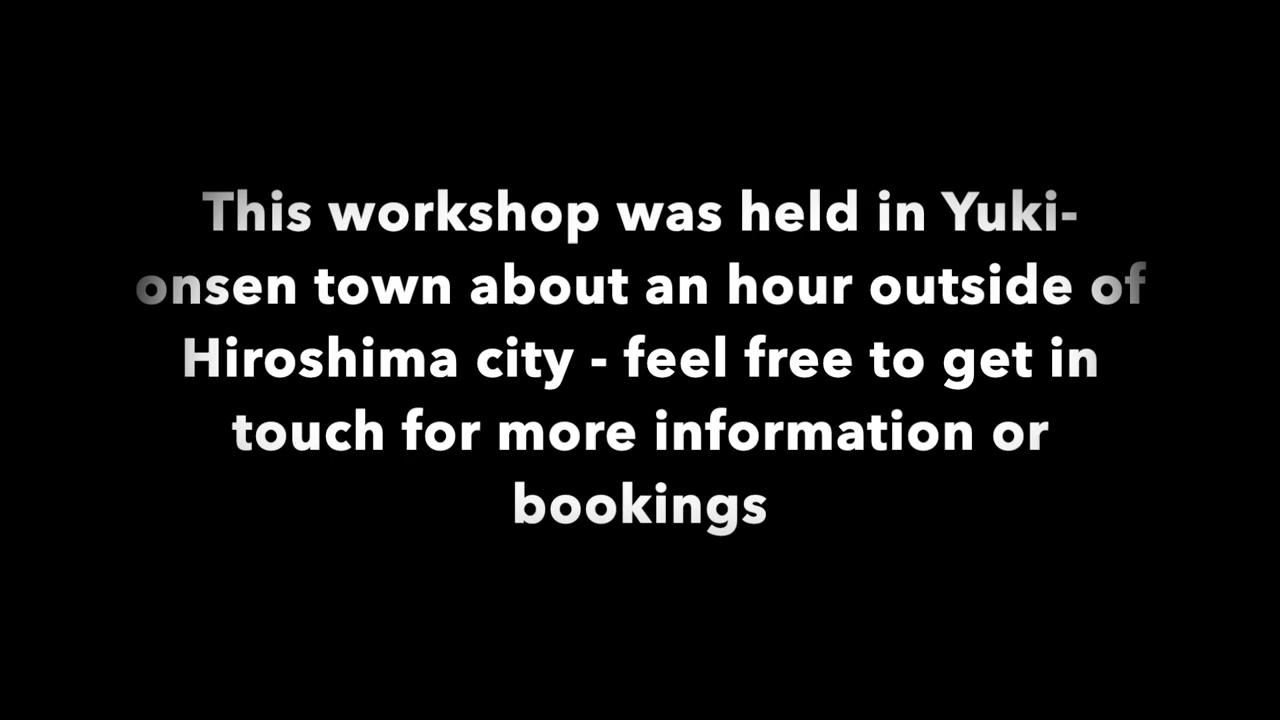 This workshop was held in Yuki-
onsen town about an hour outside of
Hiroshima city - feel free to get in
touch for more information or
bookings